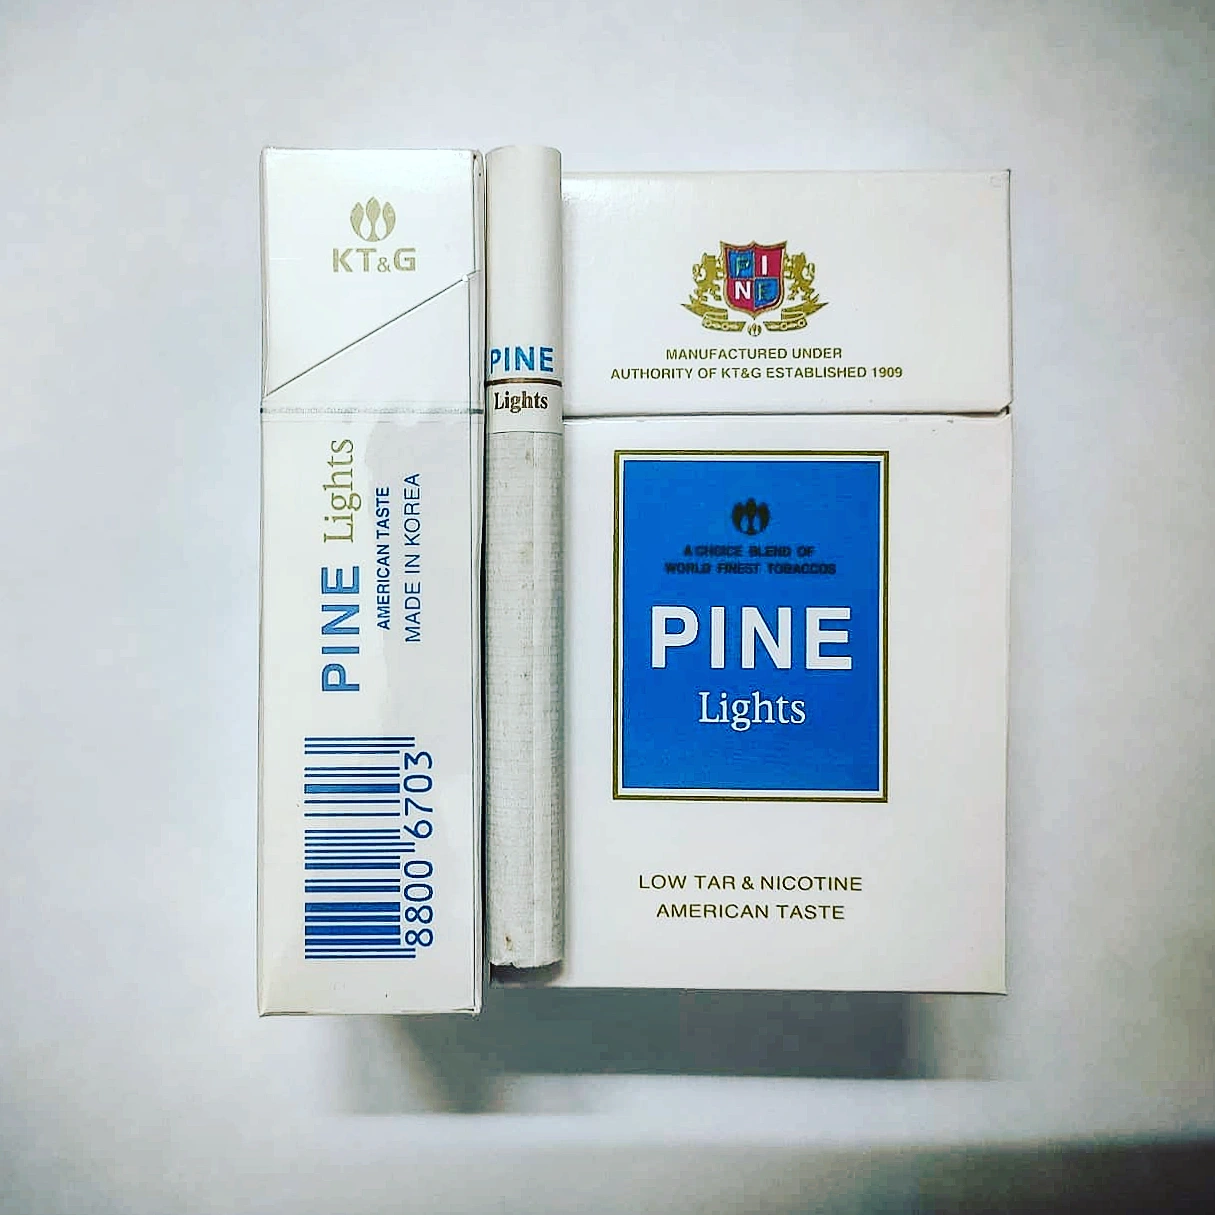 KT&G
PINE Lights
AMERICAN TASTE
MADE IN KOREA
8800 6703
PINE
Lights
P I
N E
MANUFACTURED UNDER
AUTHORITY OF KT&G ESTABLISHED 1909
A CHOICE BLEND OF
WORLD FINEST TOBACCOS
PINE
Lights
LOW TAR & NICOTINE
AMERICAN TASTE